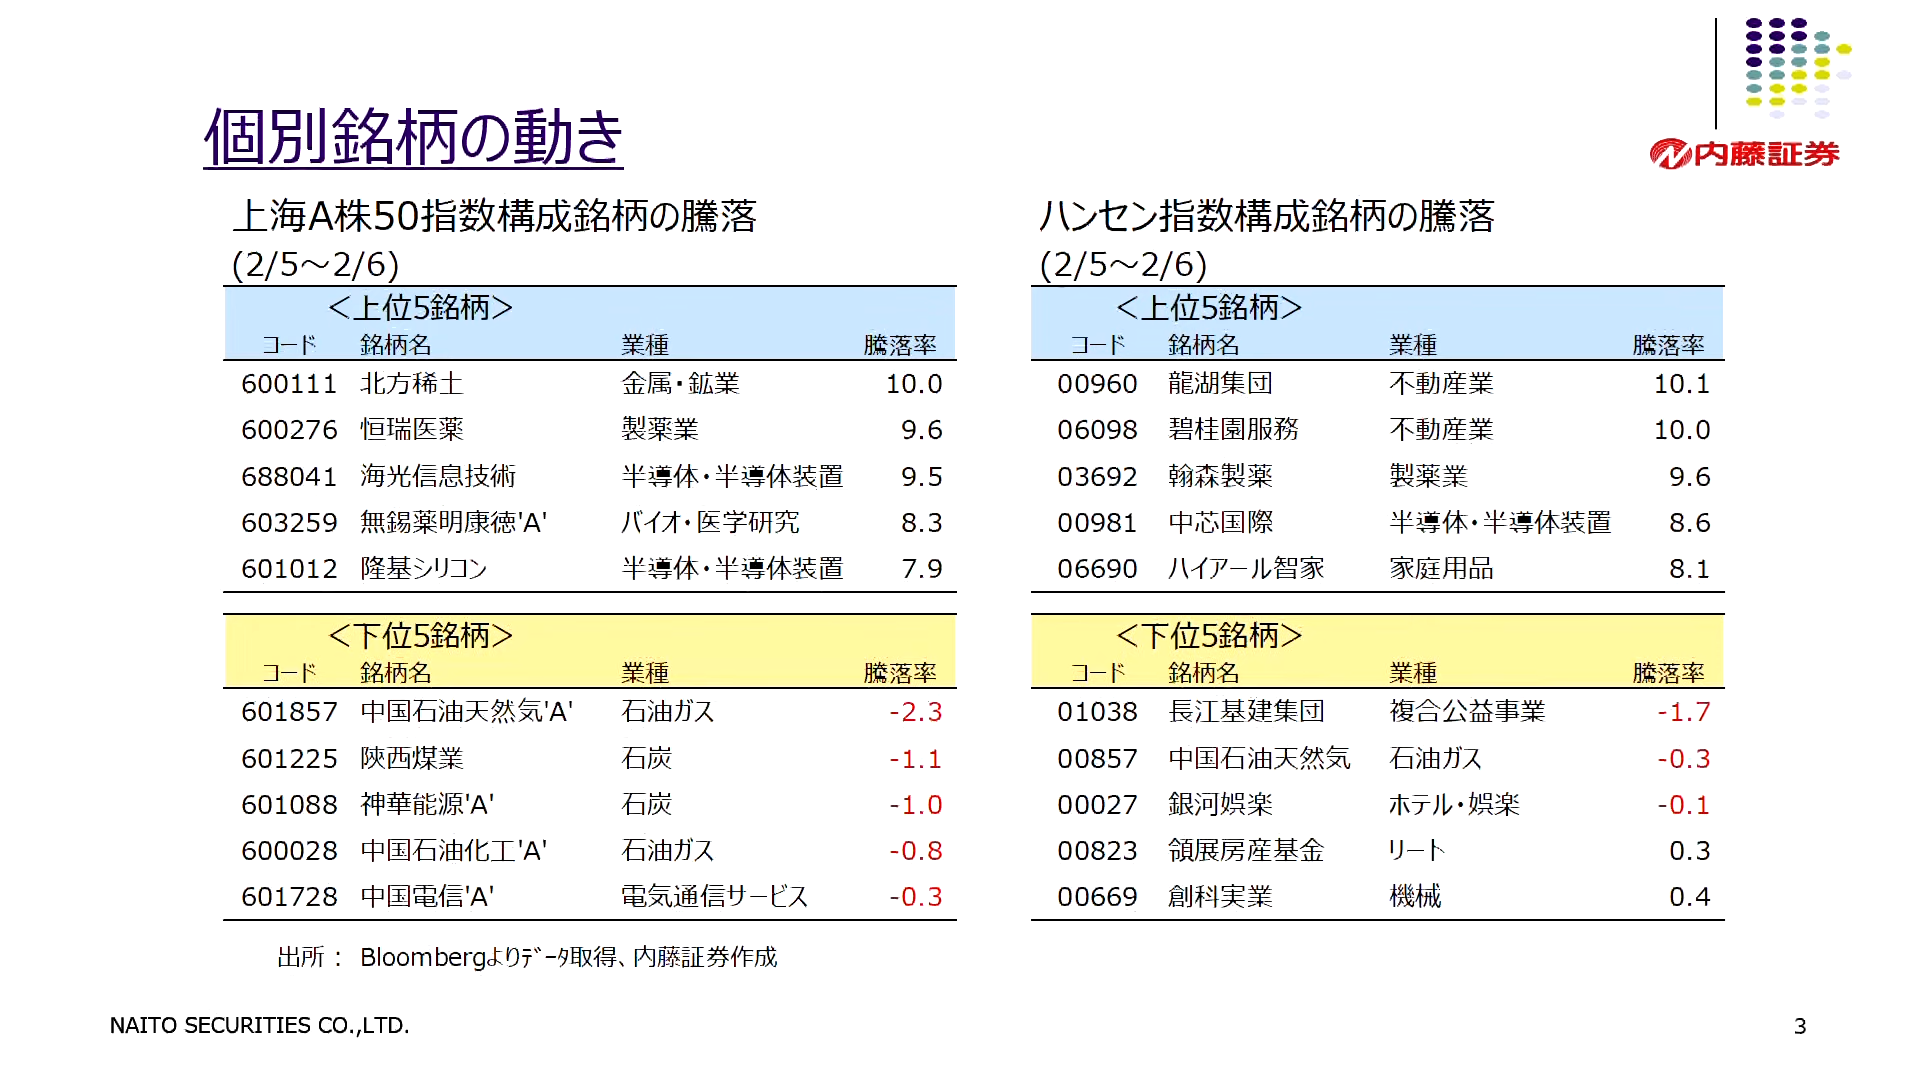 内藤証券
個別銘柄の動き
上海A株50指数構成銘柄の騰落
(2/5～2/6)
＜上位5銘柄＞
コード 銘柄名 業種 騰落率
600111 北方稀土 金属・鉱業 10.0
600276 恒瑞医薬 製薬業 9.6
688041 海光信息技術 半導体・半導体装置 9.5
603259 無錫薬明康徳'A' バイオ・医学研究 8.3
601012 隆基シリコン 半導体・半導体装置 7.9
＜下位5銘柄＞
コード 銘柄名 業種 騰落率
601857 中国石油天然気'A' 石油ガス -2.3
601225 陝西煤業 石炭 -1.1
601088 神華能源'A' 石炭 -1.0
600028 中国石油化工'A' 石油ガス -0.8
601728 中国電信'A' 電気通信サービス -0.3
ハンセン指数構成銘柄の騰落
(2/5～2/6)
＜上位5銘柄＞
コード 銘柄名 業種 騰落率
00960 龍湖集団 不動産業 10.1
06098 碧桂園服務 不動産業 10.0
03692 翰森製薬 製薬業 9.6
00981 中芯国際 半導体・半導体装置 8.6
06690 ハイアール智家 家庭用品 8.1
＜下位5銘柄＞
コード 銘柄名 業種 騰落率
01038 長江基建集団 複合公益事業 -1.7
00857 中国石油天然気 石油ガス -0.3
00027 銀河娯楽 ホテル・娯楽 -0.1
00823 領展房産基金 リート 0.3
00669 創科実業 機械 0.4
出所： Bloombergよりﾃﾞｰﾀ取得、内藤証券作成
NAITO SECURITIES CO.,LTD.
3